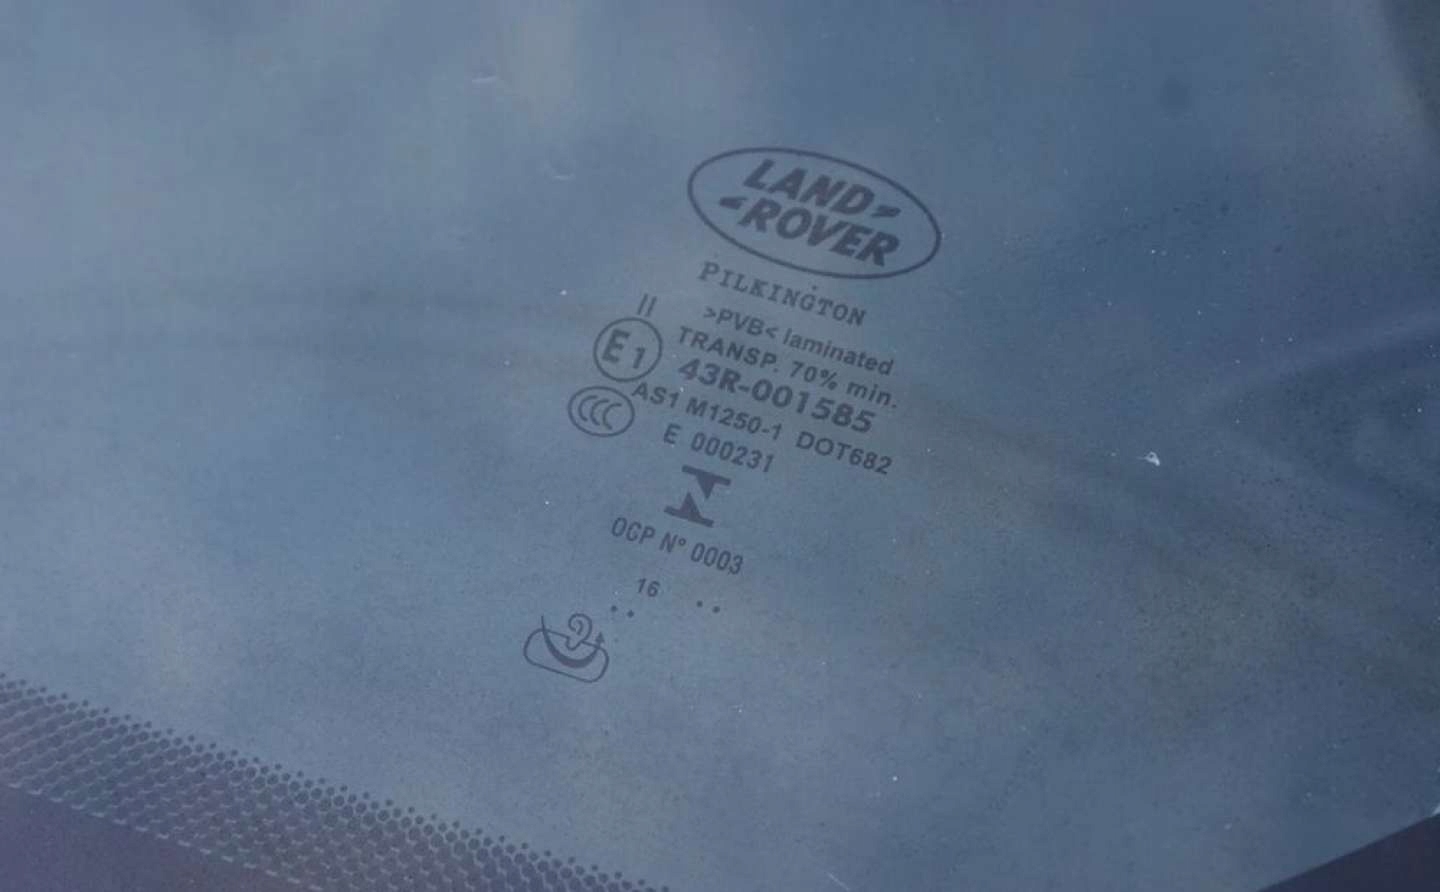 LAND
ROVER
PILKINGTON
II
>PVB< laminated
E1 TRANSP. 70% min.
43R-001585
CCC AS1 M1250-1 DOT682
E 000231
OCP N° 0003
16